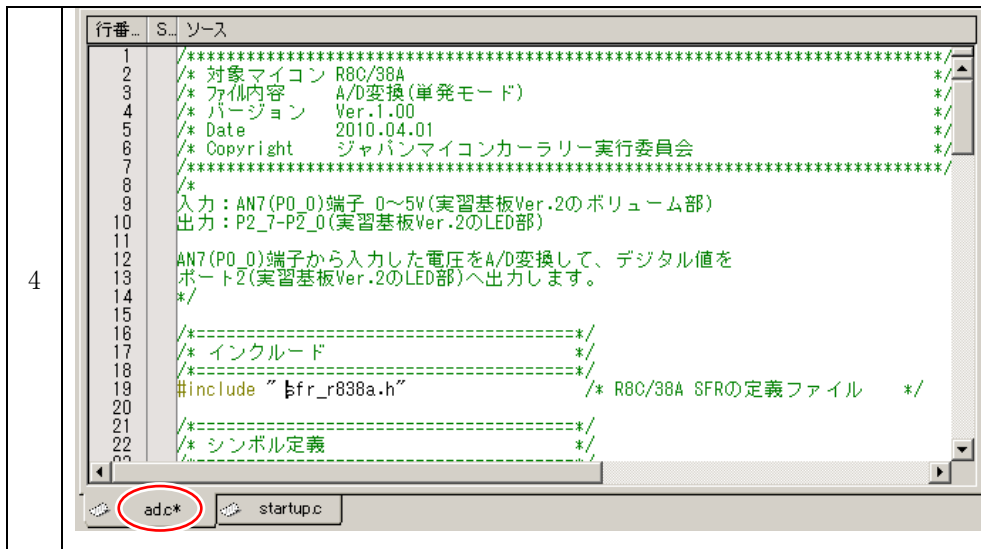 4
行番... S... ソース
1 /****************************************************************************/
2 /* 対象マイコン R8C/38A */
3 /* ファイル内容 A/D変換(単発モード) */
4 /* バージョン Ver.1.00 */
5 /* Date 2010.04.01 */
6 /* Copyright ジャパンマイコンカーラリー実行委員会 */
7 /****************************************************************************/
8 /*
9 入力：AN7(P0_0)端子 0～5V(実習基板Ver.2のボリューム部)
10 出力：P2_7-P2_0(実習基板Ver.2のLED部)
11
12 AN7(P0_0)端子から入力した電圧をA/D変換して、デジタル値を
13 ポート2(実習基板Ver.2のLED部)へ出力します。
14 */
15
16 /*======================================*/
17 /* インクルード */
18 /*======================================*/
19 #include " sfr_r838a.h" /* R8C/38A SFRの定義ファイル */
20
21 /*======================================*/
22 /* シンボル定義 */
ad.c* startup.c